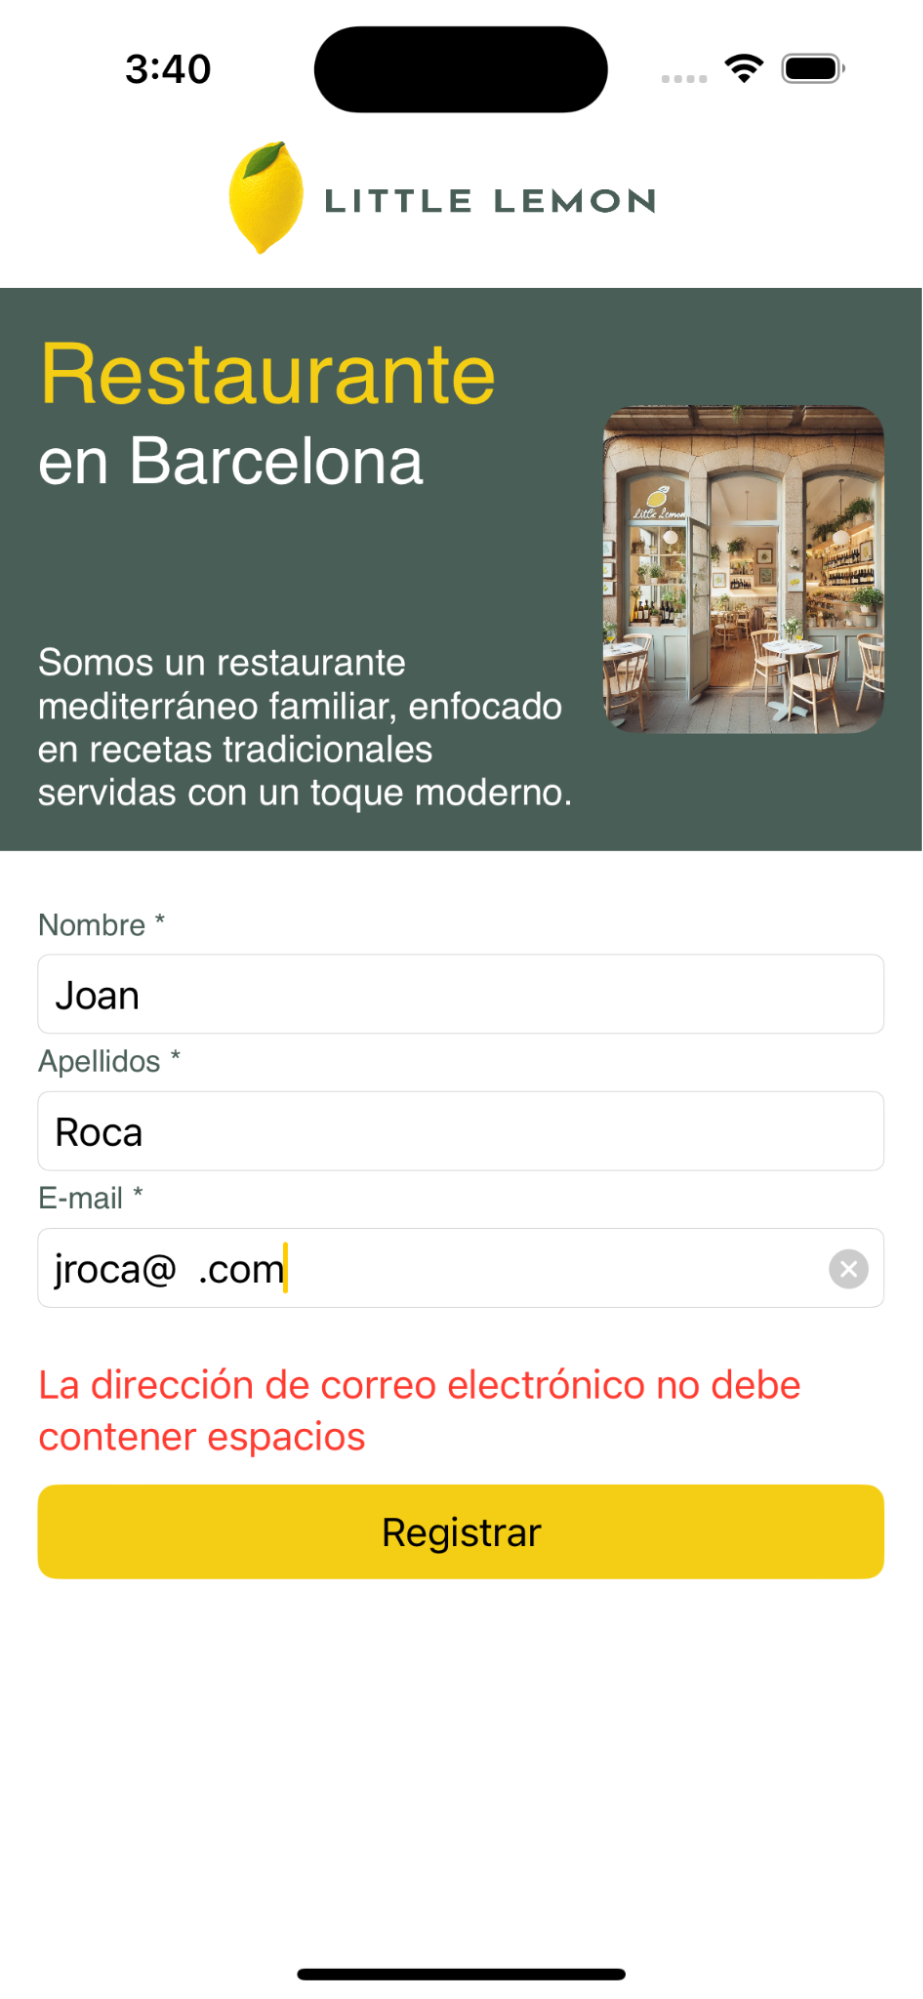 3:40
LITTLE LEMON
Restaurante
en Barcelona
Little Lemon
Somos un restaurante
mediterráneo familiar, enfocado
en recetas tradicionales
servidas con un toque moderno.
Nombre *
Joan
Apellidos *
Roca
E-mail *
jroca@  .com
La dirección de correo electrónico no debe
contener espacios
Registrar